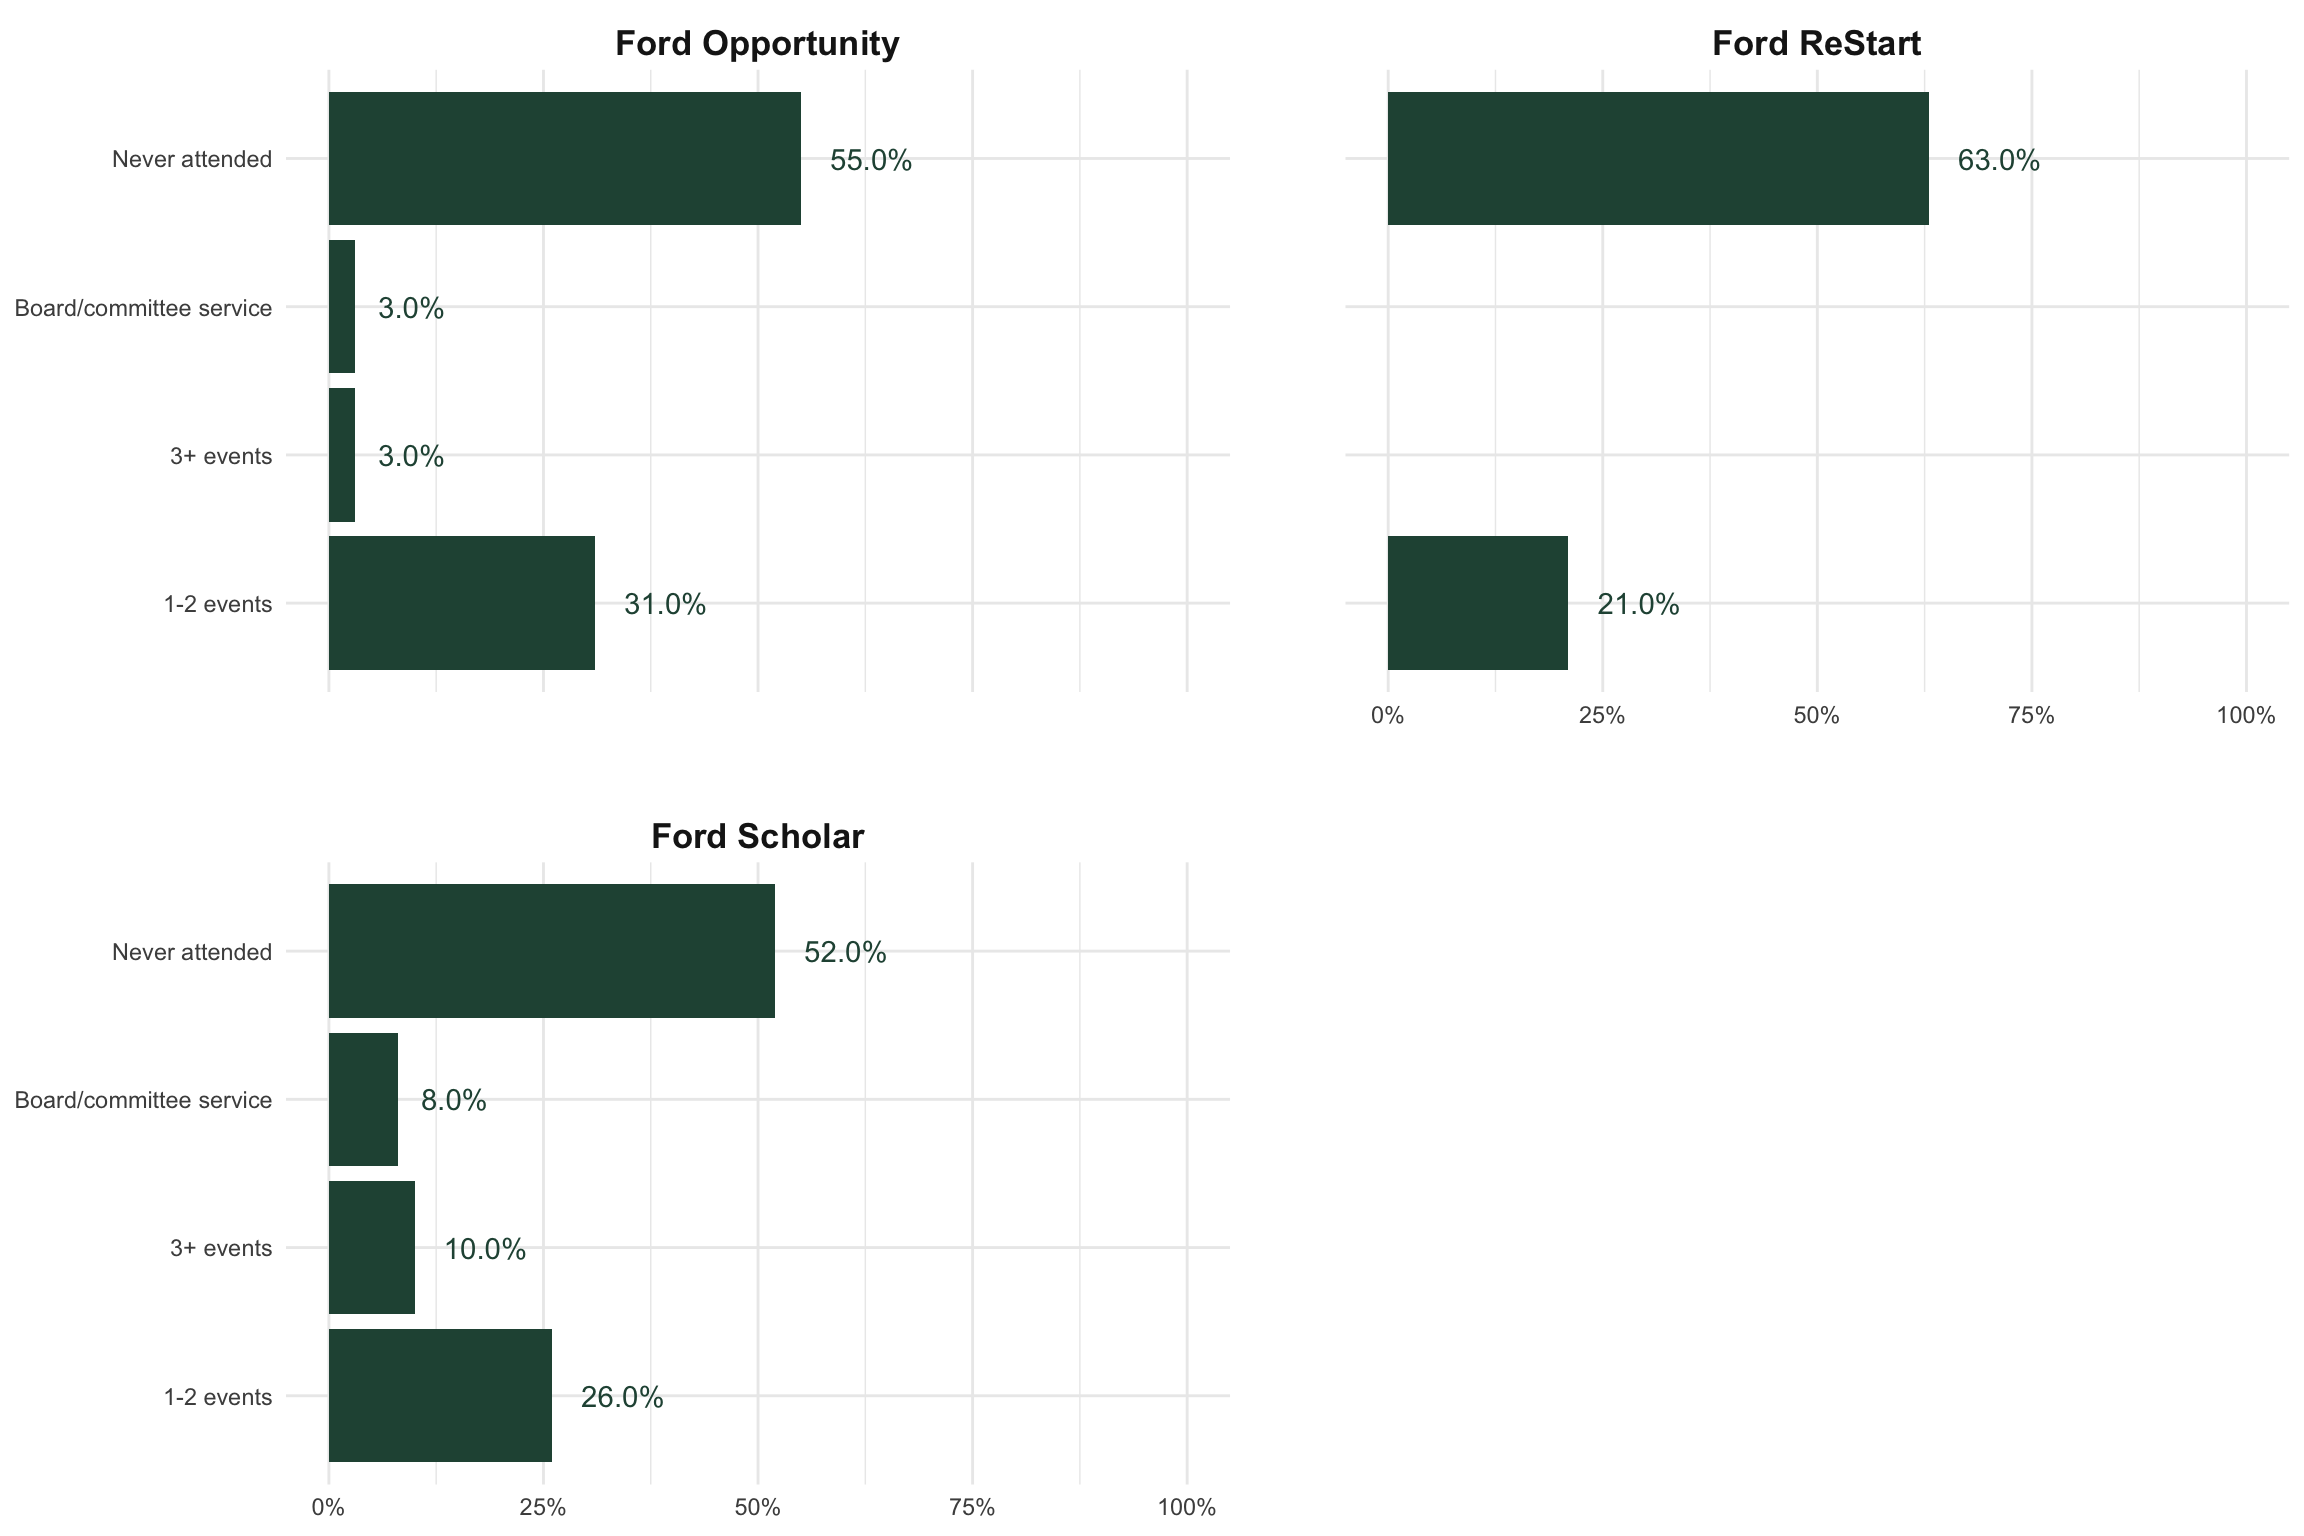 Ford Opportunity
Never attended
55.0%
Board/committee service
3.0%
3+ events
3.0%
1-2 events
31.0%
Ford ReStart
63.0%
21.0%
0% 25% 50% 75% 100%
Ford Scholar
Never attended
52.0%
Board/committee service
8.0%
3+ events
10.0%
1-2 events
26.0%
0% 25% 50% 75% 100%